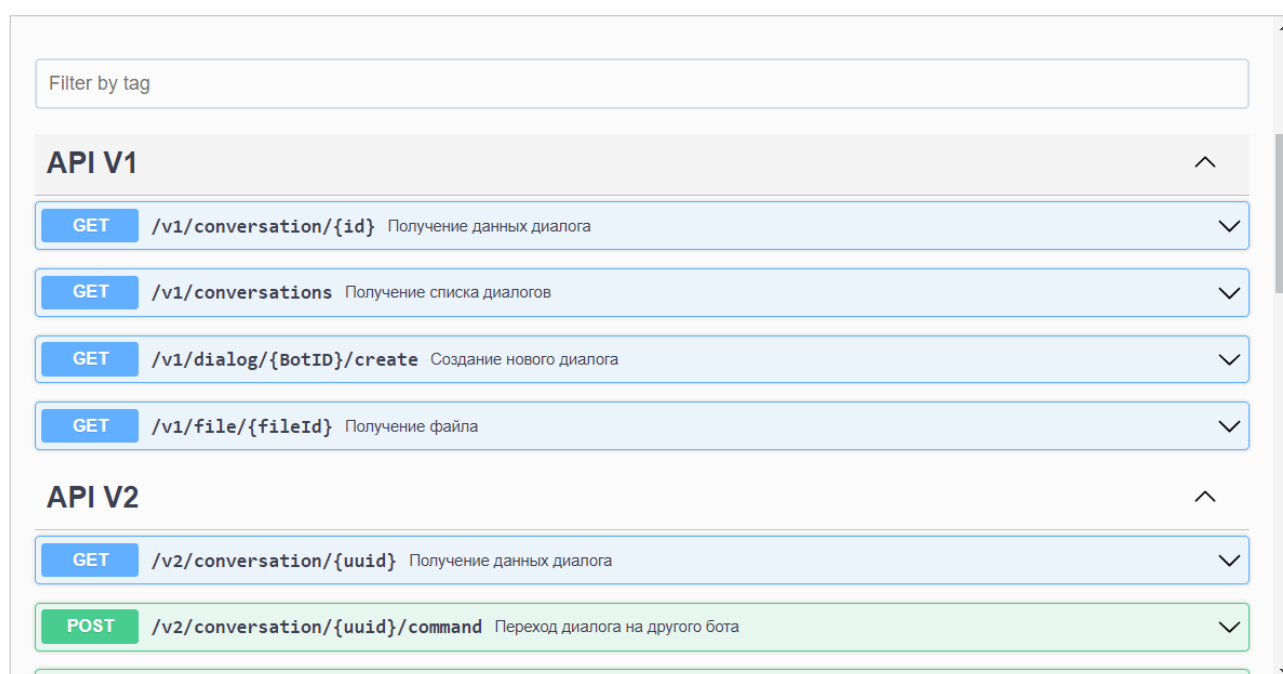 Filter by tag
API V1
GET /v1/conversation/{id} Получение данных диалога
GET /v1/conversations Получение списка диалогов
GET /v1/dialog/{BotID}/create Создание нового диалога
GET /v1/file/{fileId} Получение файла
API V2
GET /v2/conversation/{uuid} Получение данных диалога
POST /v2/conversation/{uuid}/command Переход диалога на другого бота